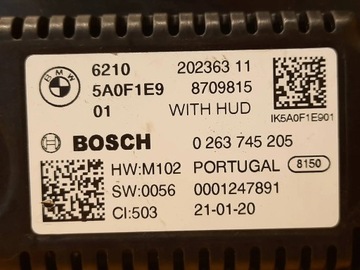 BMW
6210 202363 11
5A0F1E9 8709815
01 WITH HUD
IK5A0F1E901
BOSCH 0 263 745 205
HW:M102 PORTUGAL 8150
SW:0056 0001247891
CI:503 21-01-20